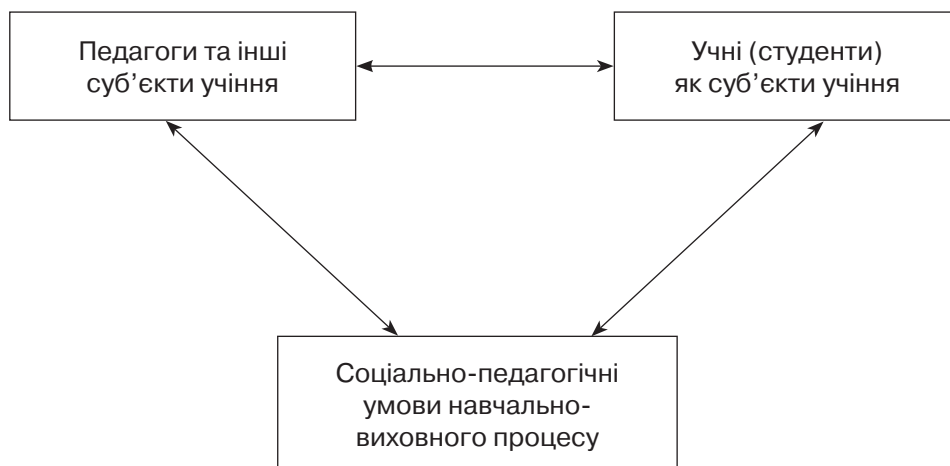 Педагоги та інші
суб’єкти учіння
Учні (студенти)
як суб’єкти учіння
Соціально-педагогічні
умови навчально-
виховного процесу